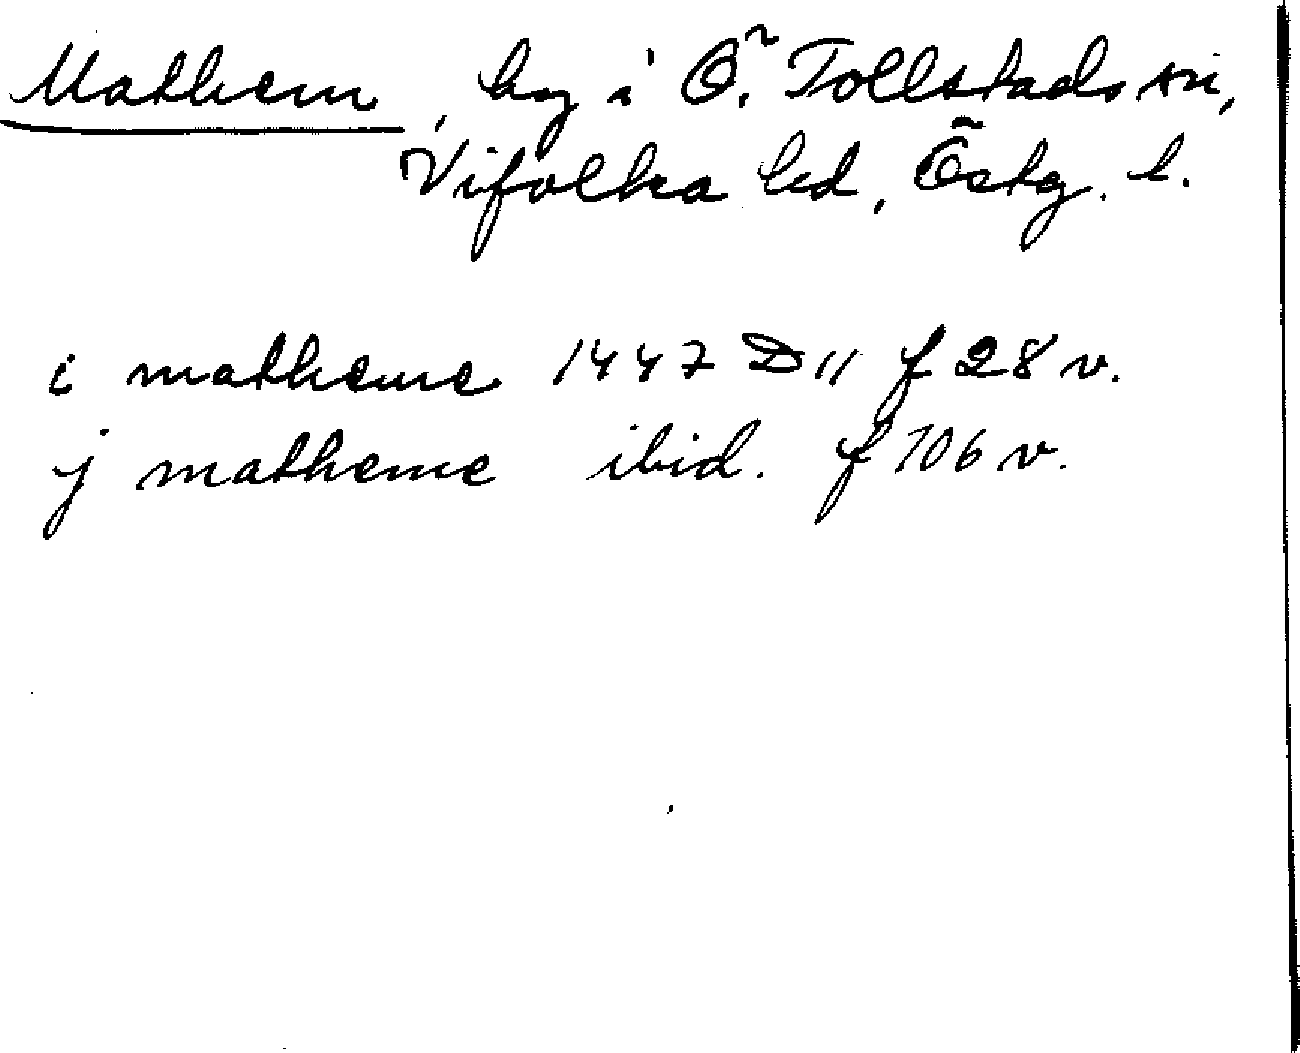 Mathem, by i Ö. Tollstads sn,
Vifolka hd, Östg. l.
i matheme 1447 D11 f 28 v.
j matheme ibid. f 106 v.